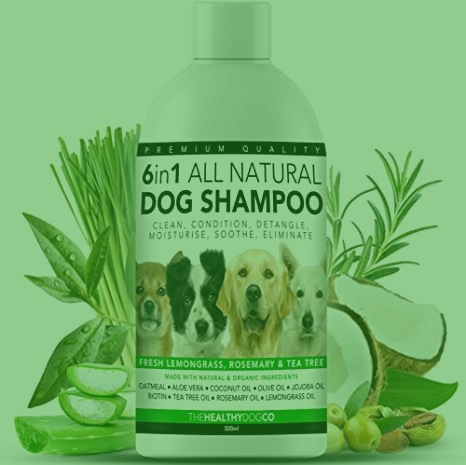 PREMIUM QUALITY
6in1 ALL NATURAL
DOG SHAMPOO
CLEAN, CONDITION, DETANGLE,
MOISTURISE, SOOTHE, ELIMINATE
FRESH LEMONGRASS, ROSEMARY & TEA TREE
MADE WITH NATURAL & ORGANIC INGREDIENTS
OATMEAL • ALOE VERA • COCONUT OIL • OLIVE OIL • JOJOBA OIL
BIOTIN • TEA TREE OIL • ROSEMARY OIL • LEMONGRASS OIL
THEHEALTHYDOGCO
500ml